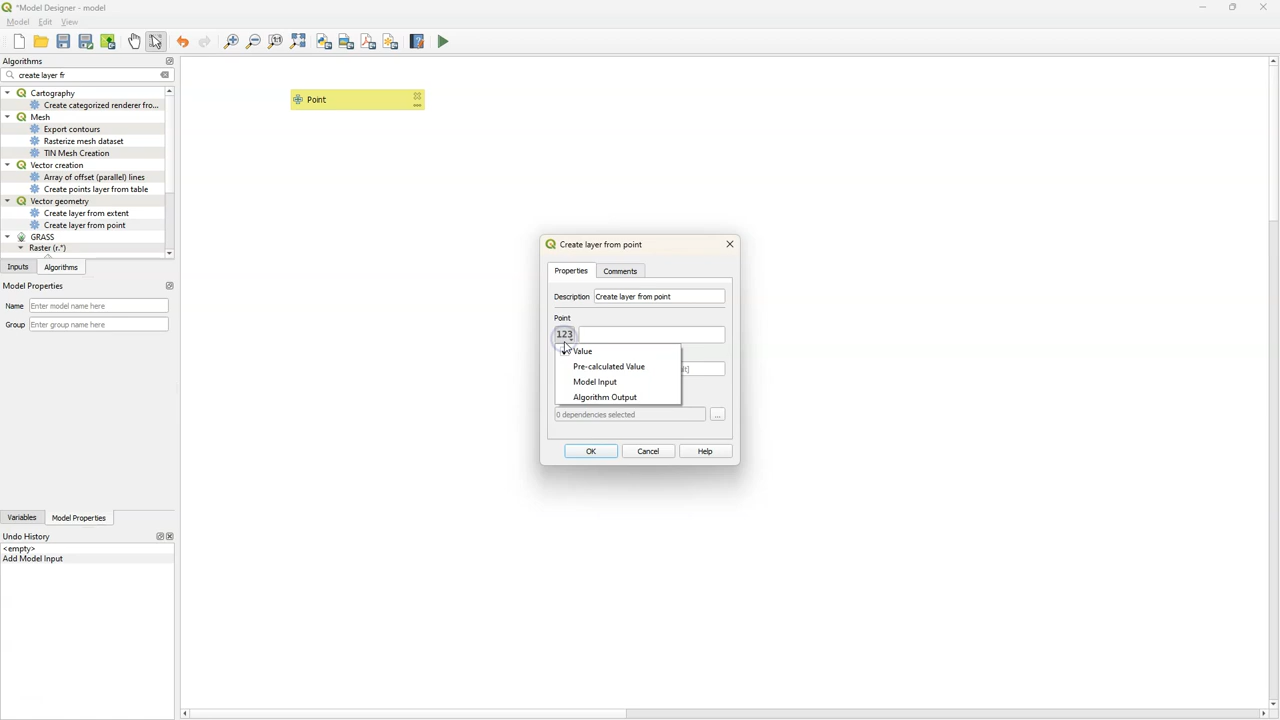 *Model Designer - model
Model Edit View
Algorithms
create layer fr
Cartography
Create categorized renderer fro...
Mesh
Export contours
Rasterize mesh dataset
TIN Mesh Creation
Vector creation
Array of offset (parallel) lines
Create points layer from table
Vector geometry
Create layer from extent
Create layer from point
GRASS
Raster (r.*)
Inputs Algorithms
Model Properties
Name Enter model name here
Group Enter group name here
Variables Model Properties
Undo History
<empty>
Add Model Input
Point
Create layer from point
Properties Comments
Description Create layer from point
Point
123
Value
Pre-calculated Value
Model Input
Algorithm Output
0 dependencies selected ...
OK Cancel Help